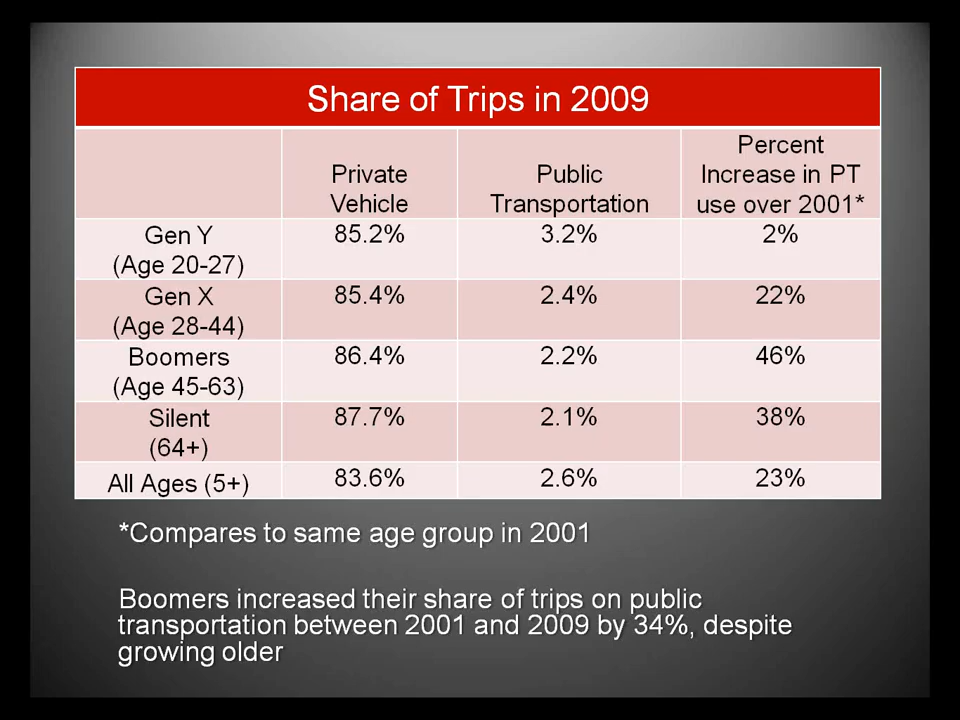 Share of Trips in 2009
Private
Vehicle
Public
Transportation
Percent
Increase in PT
use over 2001*
Gen Y
(Age 20-27)
85.2%
3.2%
2%
Gen X
(Age 28-44)
85.4%
2.4%
22%
Boomers
(Age 45-63)
86.4%
2.2%
46%
Silent
(64+)
87.7%
2.1%
38%
All Ages (5+)
83.6%
2.6%
23%
*Compares to same age group in 2001
Boomers increased their share of trips on public
transportation between 2001 and 2009 by 34%, despite
growing older